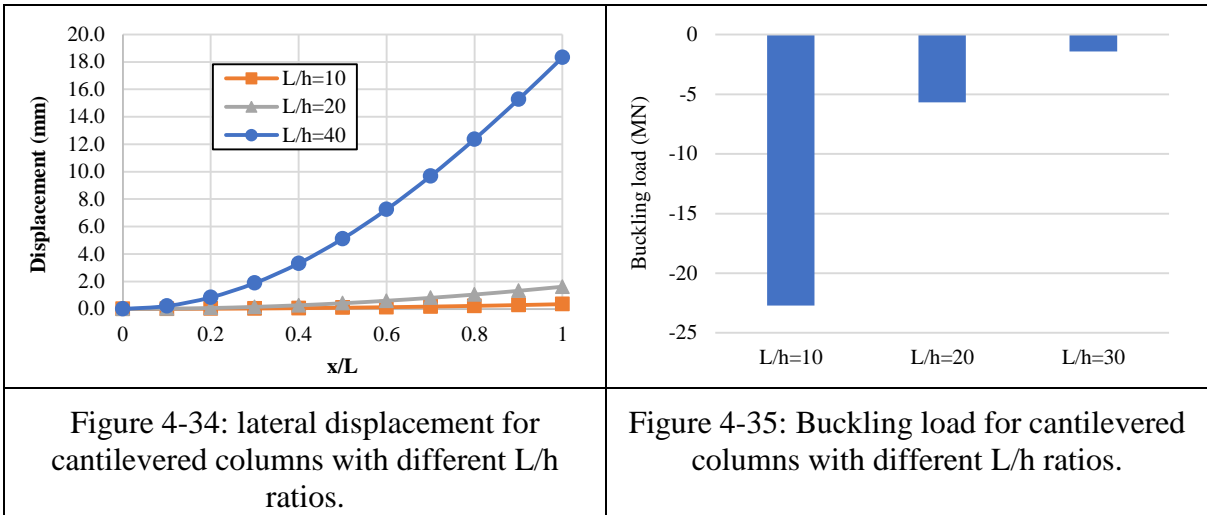 20.0
18.0
16.0
14.0
12.0
10.0
8.0
6.0
4.0
2.0
0.0
Displacement (mm)
L/h=10
L/h=20
L/h=40
0 0.2 0.4 0.6 0.8 1
x/L
0
-5
-10
-15
-20
-25
Buckling load (MN)
L/h=10 L/h=20 L/h=30
Figure 4-34: lateral displacement for
cantilevered columns with different L/h
ratios.
Figure 4-35: Buckling load for cantilevered
columns with different L/h ratios.